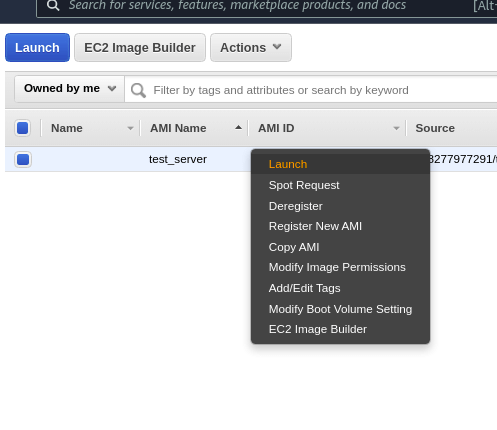 Search for services, features, marketplace products, and docs [Alt+
Launch EC2 Image Builder Actions
Owned by me Filter by tags and attributes or search by keyword
Name AMI Name AMI ID Source
test_server 8277977291/
Launch
Spot Request
Deregister
Register New AMI
Copy AMI
Modify Image Permissions
Add/Edit Tags
Modify Boot Volume Setting
EC2 Image Builder